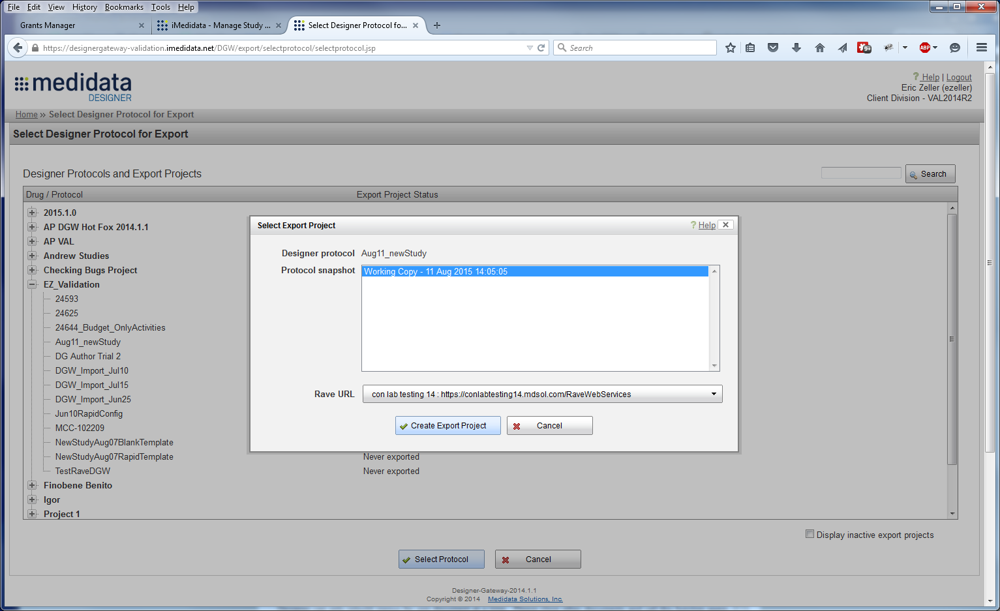 File Edit View History Bookmarks Tools Help
Grants Manager
iMedidata - Manage Study ...
Select Designer Protocol fo...
https://designergateway-validation.imedidata.net/DGW/export/selectprotocol/selectprotocol.jsp
Search
9+
ABP
medidata
DESIGNER
? Help | Logout
Eric Zeller (ezeller)
Client Division - VAL2014R2
Home » Select Designer Protocol for Export
Select Designer Protocol for Export
Designer Protocols and Export Projects
Search
Drug / Protocol Export Project Status
2015.1.0
AP DGW Hot Fox 2014.1.1
AP VAL
Andrew Studies
Checking Bugs Project
EZ_Validation
24593
24625
24644_Budget_OnlyActivities
Aug11_newStudy
DG Author Trial 2
DGW_Import_Jul10
DGW_Import_Jul15
DGW_Import_Jun25
Jun10RapidConfig
MCC-102209
NewStudyAug07BlankTemplate
NewStudyAug07RapidTemplate Never exported
TestRaveDGW Never exported
Finobene Benito
Igor
Project 1
Select Export Project
? Help
Designer protocol Aug11_newStudy
Protocol snapshot Working Copy - 11 Aug 2015 14:05:05
Rave URL con lab testing 14 : https://conlabtesting14.mdsol.com/RaveWebServices
Create Export Project Cancel
Display inactive export projects
Select Protocol Cancel
Designer-Gateway-2014.1.1
Copyright © 2014 Medidata Solutions, Inc.